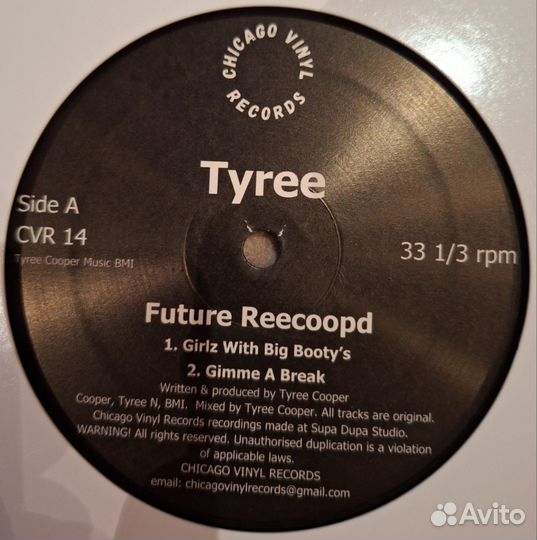 CHICAGO VINYL
RECORDS
Tyree
Side A
CVR 14
Tyree Cooper Music BMI
33 1/3 rpm
Future Reecoopd
1. Girlz With Big Booty's
2. Gimme A Break
Written & produced by Tyree Cooper
Cooper, Tyree N, BMI. Mixed by Tyree Cooper. All tracks are original.
Chicago Vinyl Records recordings made at Supa Dupa Studio.
WARNING! All rights reserved. Unauthorised duplication is a violation
of applicable laws.
CHICAGO VINYL RECORDS
email: chicagovinylrecords@gmail.com
Avito